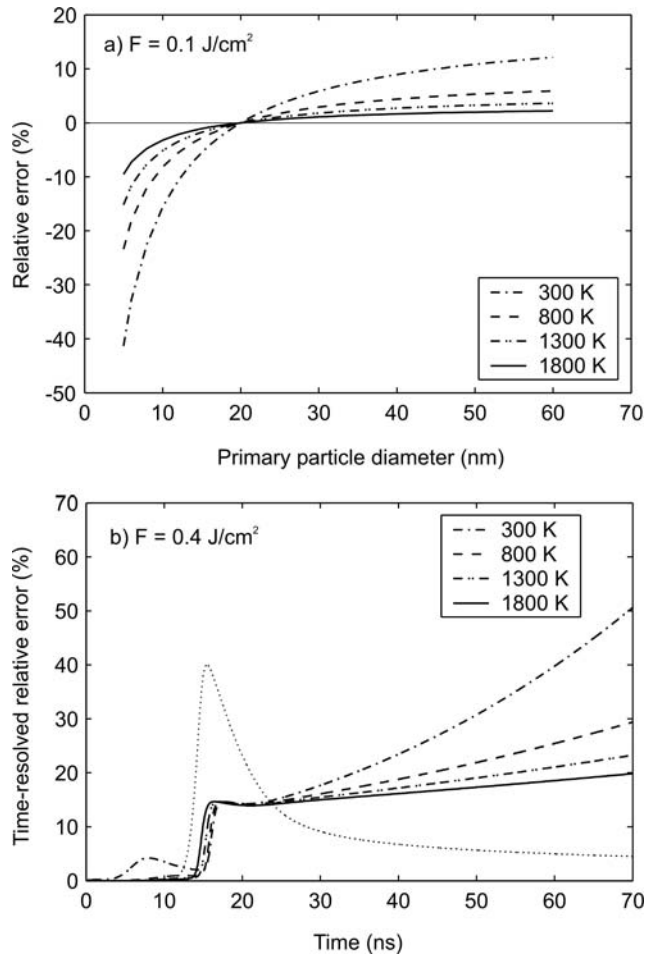 20
a) F = 0.1 J/cm²
10
0
-10
-20
-30
-40
-50
Relative error (%)
300 K
800 K
1300 K
1800 K
0 10 20 30 40 50 60 70
Primary particle diameter (nm)
70
b) F = 0.4 J/cm²
60
50
40
30
20
10
0
Time-resolved relative error (%)
300 K
800 K
1300 K
1800 K
0 10 20 30 40 50 60 70
Time (ns)